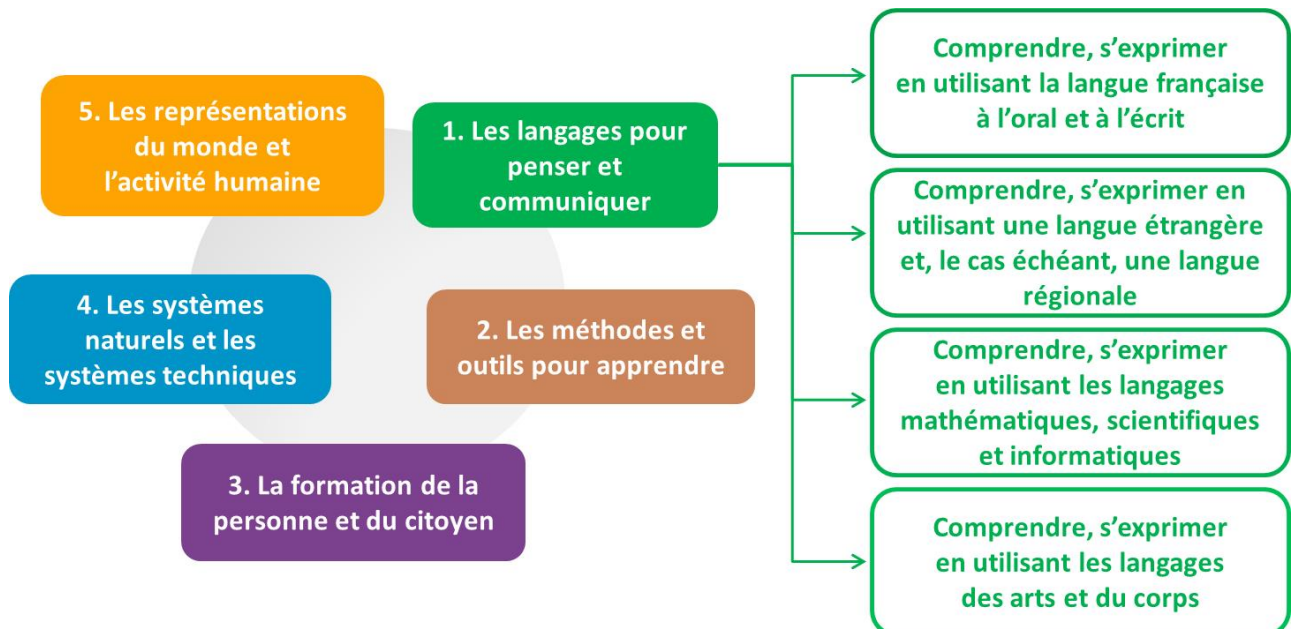 5. Les représentations
du monde et
l'activité humaine
1. Les langages pour
penser et
communiquer
4. Les systèmes
naturels et les
systèmes techniques
2. Les méthodes et
outils pour apprendre
3. La formation de la
personne et du citoyen
Comprendre, s'exprimer
en utilisant la langue française
à l'oral et à l'écrit
Comprendre, s'exprimer en
utilisant une langue étrangère
et, le cas échéant, une langue
régionale
Comprendre, s'exprimer
en utilisant les langages
mathématiques, scientifiques
et informatiques
Comprendre, s'exprimer
en utilisant les langages
des arts et du corps